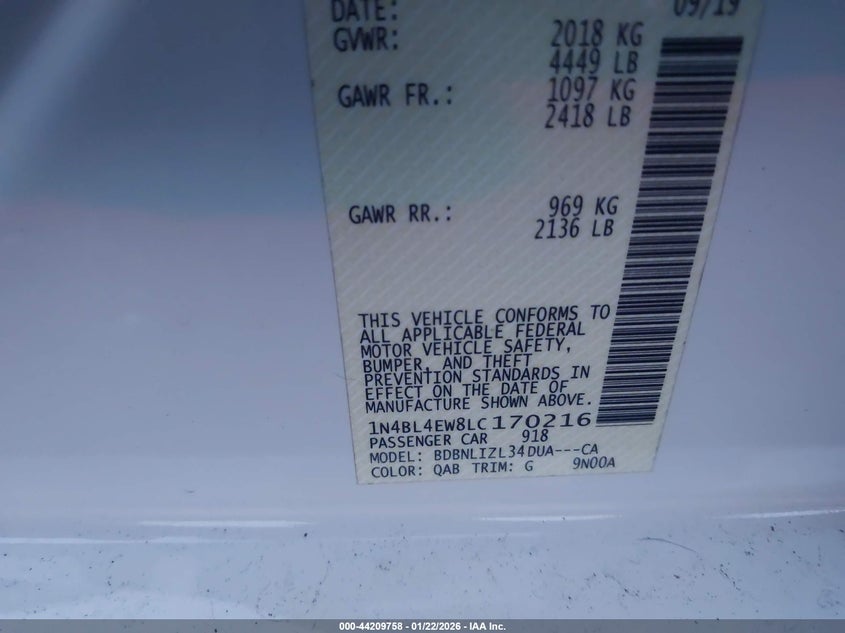 DATE: 09/19
GVWR: 2018 KG
4449 LB
GAWR FR.: 1097 KG
2418 LB
GAWR RR.: 969 KG
2136 LB
THIS VEHICLE CONFORMS TO
ALL APPLICABLE FEDERAL
MOTOR VEHICLE SAFETY,
BUMPER, AND THEFT
PREVENTION STANDARDS IN
EFFECT ON THE DATE OF
MANUFACTURE SHOWN ABOVE.
1N4BL4EW8LC170216
PASSENGER CAR 918
MODEL: BDBNLIZL34DUA---CA
COLOR: QAB TRIM: G 9N00A
000-44209758 - 01/22/2026 - IAA Inc.